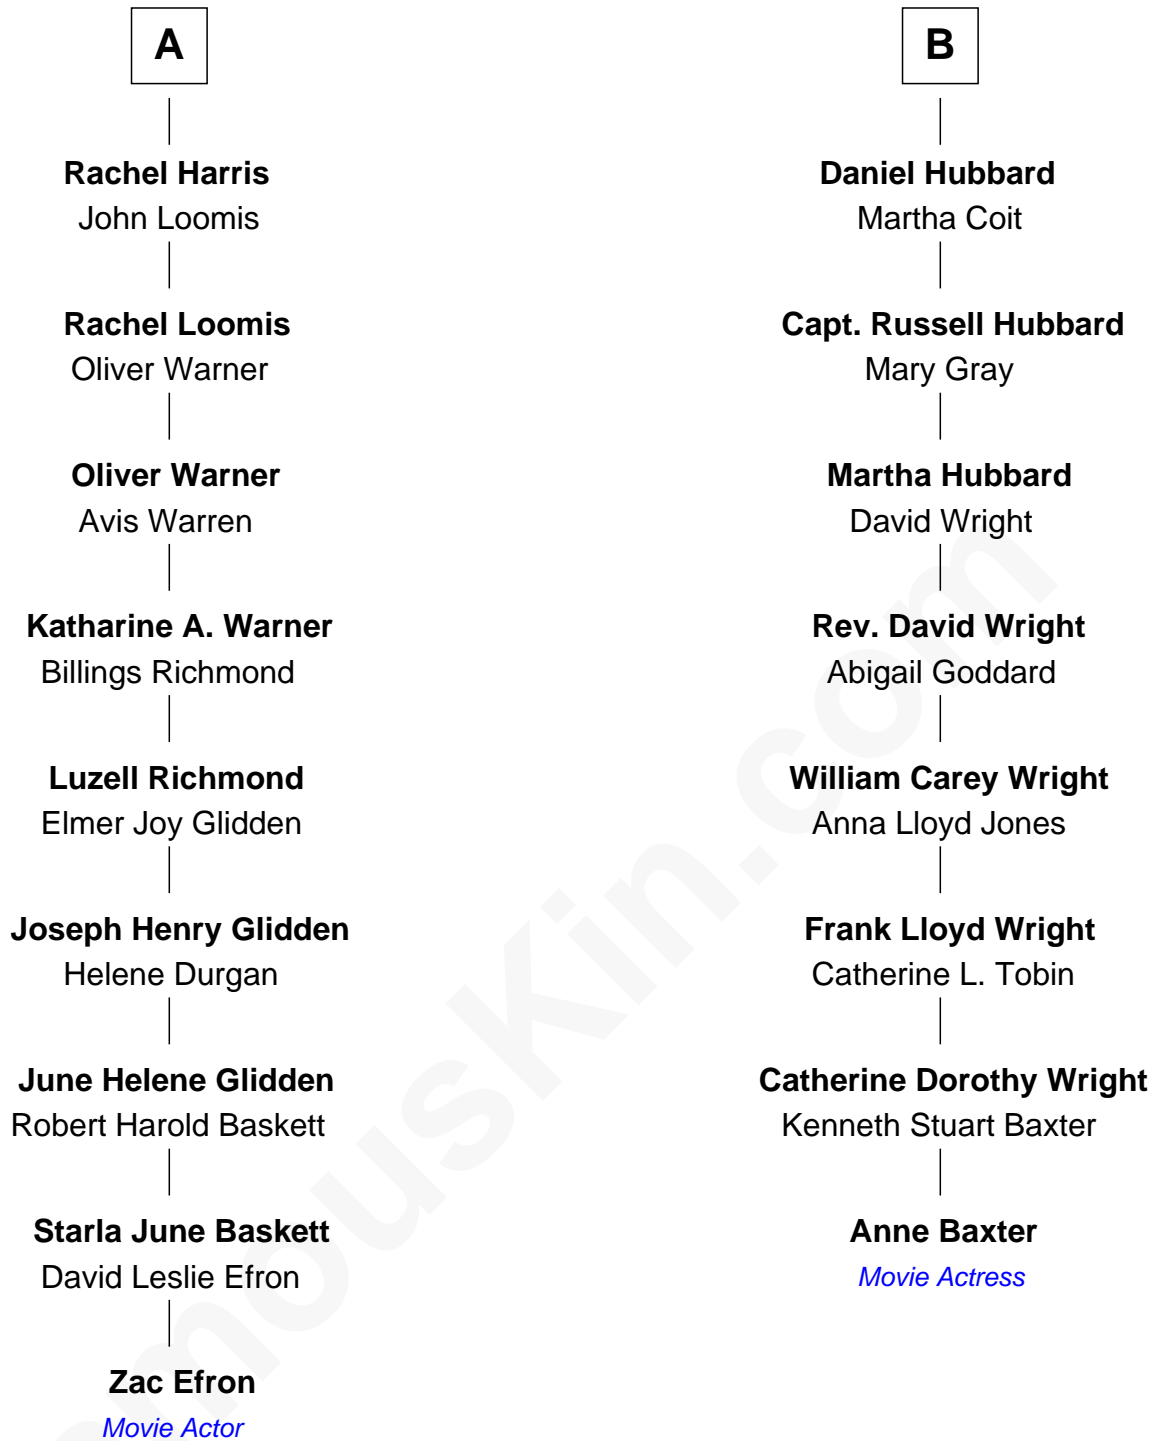 A
Rachel Harris
John Loomis
Rachel Loomis
Oliver Warner
Oliver Warner
Avis Warren
Katharine A. Warner
Billings Richmond
Luzell Richmond
Elmer Joy Glidden
Joseph Henry Glidden
Helene Durgan
June Helene Glidden
Robert Harold Baskett
Starla June Baskett
David Leslie Efron
Zac Efron
Movie Actor
B
Daniel Hubbard
Martha Coit
Capt. Russell Hubbard
Mary Gray
Martha Hubbard
David Wright
Rev. David Wright
Abigail Goddard
William Carey Wright
Anna Lloyd Jones
Frank Lloyd Wright
Catherine L. Tobin
Catherine Dorothy Wright
Kenneth Stuart Baxter
Anne Baxter
Movie Actress
mousKin.com